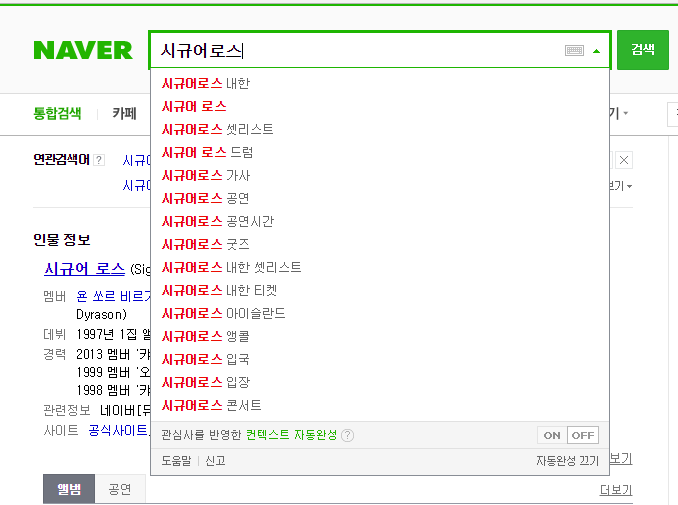 NAVER
시규어로스
검색
시규어로스 내한
시규어 로스
시규어로스 셋리스트
시규어 로스 드럼
시규어로스 가사
시규어로스 공연
시규어로스 공연시간
시규어로스 굿즈
시규어로스 내한 셋리스트
시규어로스 내한 티켓
시규어로스 아이슬란드
시규어로스 앵콜
시규어로스 입국
시규어로스 입장
시규어로스 콘서트
관심사를 반영한 컨텍스트 자동완성 ?
ON OFF
도움말 | 신고
자동완성 끄기
통합검색 카페
연관검색어 ?
시규어
시규어
인물 정보
시규어 로스 (Sig
멤버 욘 쏘르 비르기
Dyrason)
데뷔 1997년 1집 앨
경력 2013 멤버 '캬
1999 멤버 '오
1998 멤버 '캬
관련정보 네이버[뮤
사이트 공식사이트
보기
앨범 공연
더보기